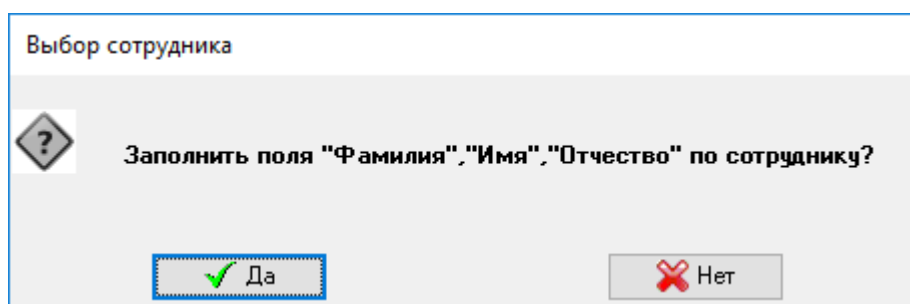 Выбор сотрудника
?
Заполнить поля "Фамилия","Имя","Отчество" по сотруднику?
Да
Нет